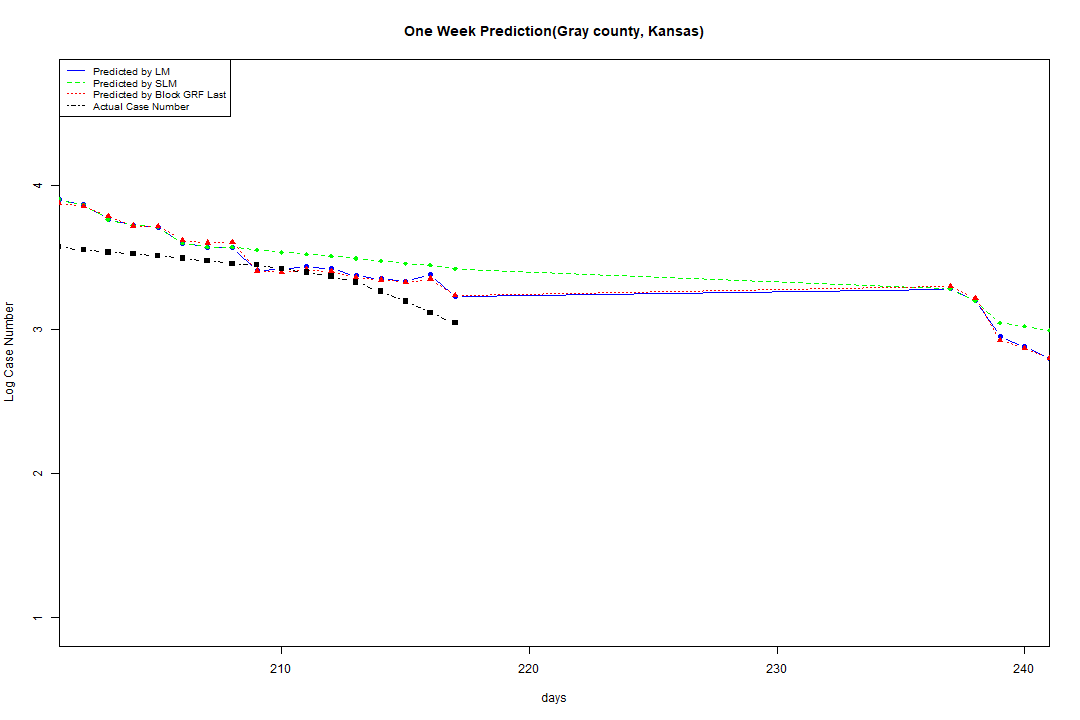 One Week Prediction(Gray county, Kansas)
Predicted by LM
Predicted by SLM
Predicted by Block GRF Last
Actual Case Number
4
3
2
1
Log Case Number
210 220 230 240
days